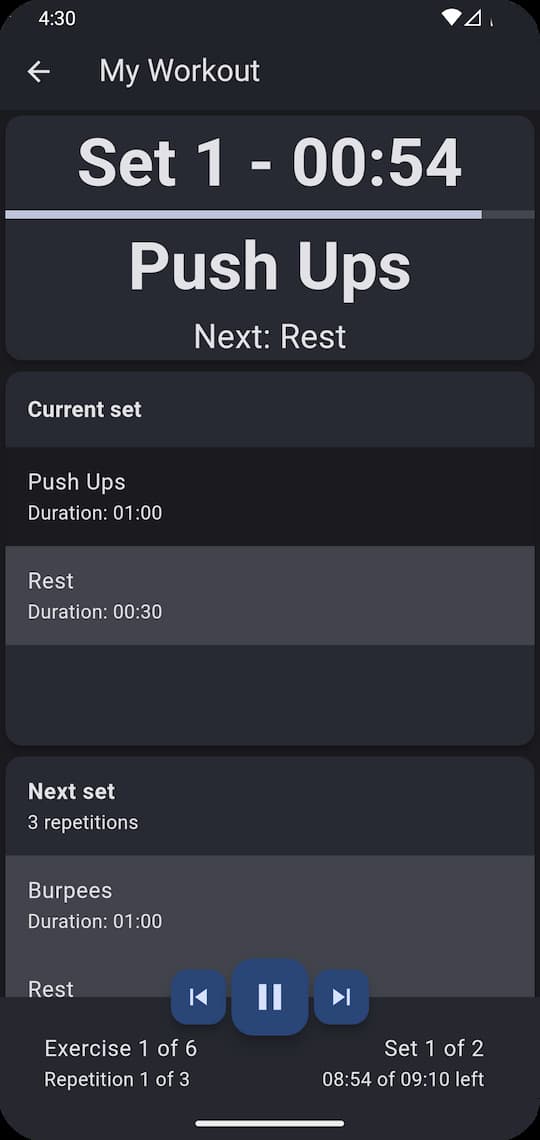 4:30
My Workout
Set 1 - 00:54
Push Ups
Next: Rest
Current set
Push Ups
Duration: 01:00
Rest
Duration: 00:30
Next set
3 repetitions
Burpees
Duration: 01:00
Rest
Exercise 1 of 6
Set 1 of 2
Repetition 1 of 3
08:54 of 09:10 left